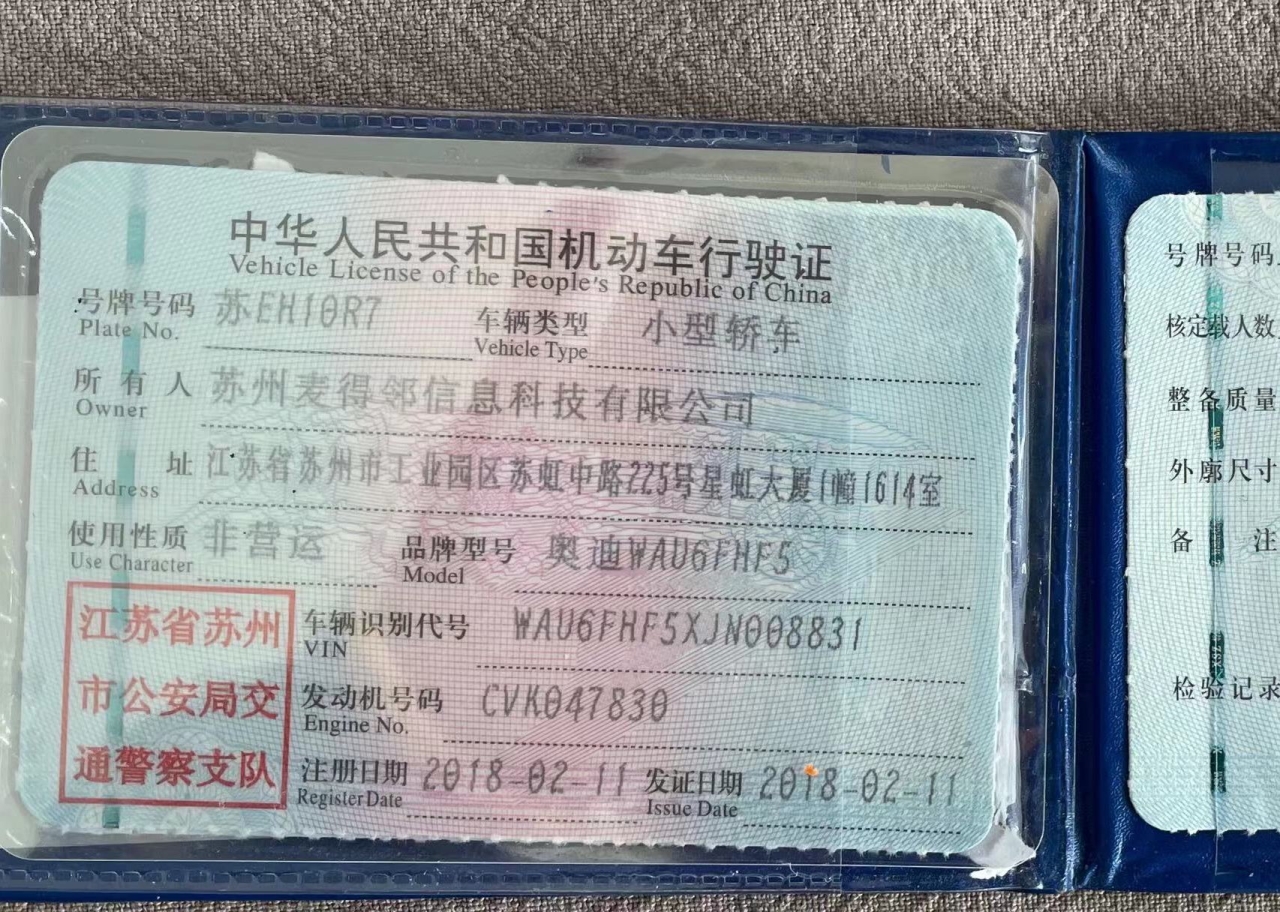 中华人民共和国机动车行驶证
Vehicle License of the People's Republic of China
号牌号码 苏EH10R7 车辆类型 小型轿车
Plate No. Vehicle Type
所有人 苏州麦得邻信息科技有限公司
Owner
住址 江苏省苏州市工业园区苏虹中路225号星虹大厦1幢1614室
Address
使用性质 非营运 品牌型号 奥迪WAU6FHF5
Use Character Model
江苏省苏州
市公安局交
通警察支队
车辆识别代号 WAU6FHF5XJN008831
VIN
发动机号码 CVK047830
Engine No.
注册日期 2018-02-11 发证日期 2018-02-11
Register Date Issue Date
号牌号码
核定载人数
整备质量
外廓尺寸
备注
检验记录